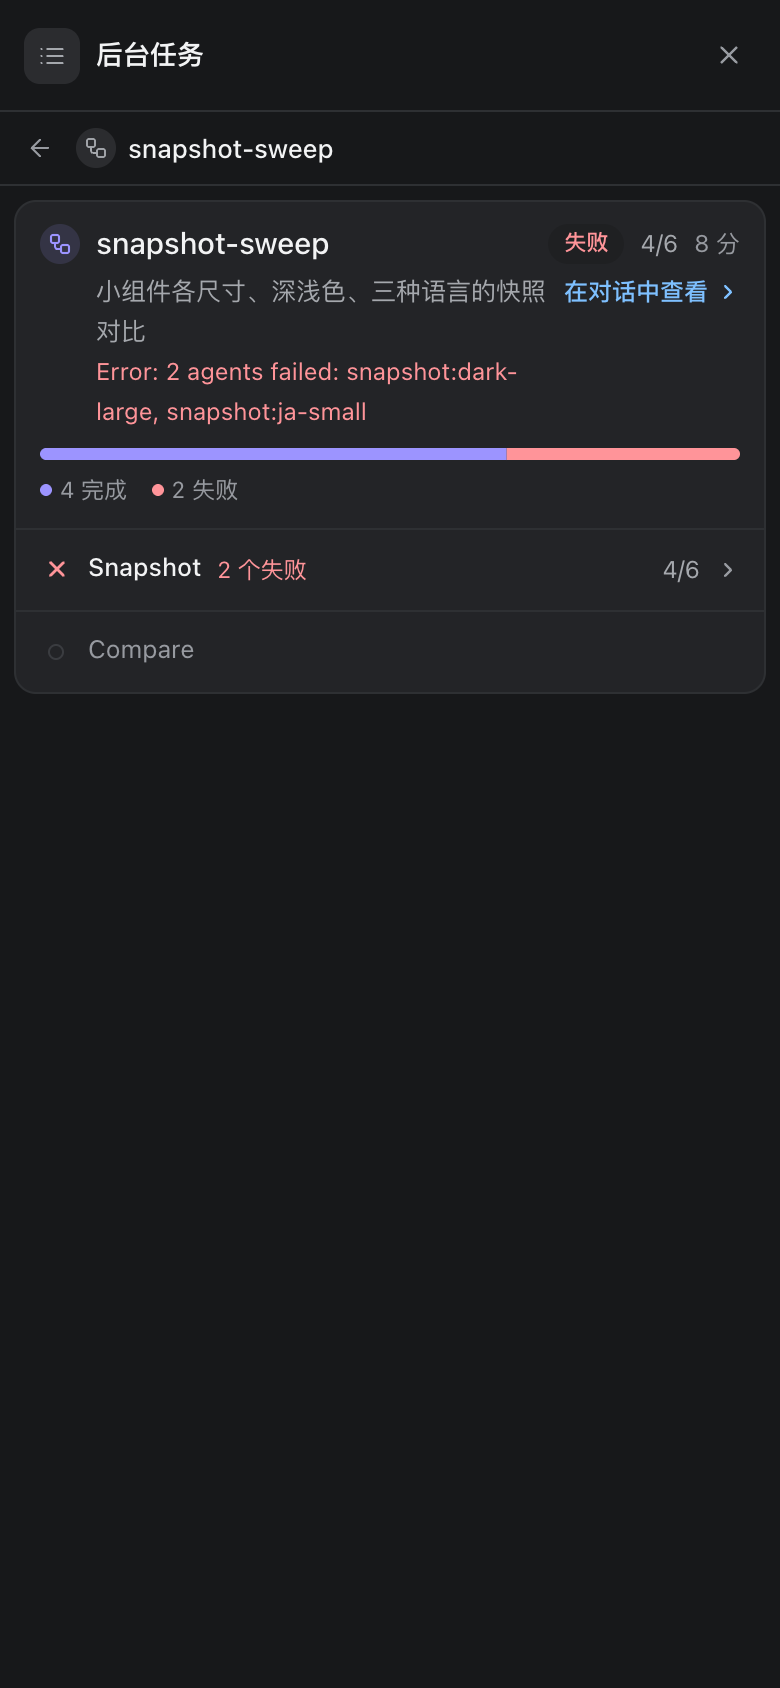 后台任务
snapshot-sweep
snapshot-sweep 失败 4/6 8 分
小组件各尺寸、深浅色、三种语言的快照 在对话中查看
对比
Error: 2 agents failed: snapshot:dark-
large, snapshot:ja-small
4 完成 2 失败
Snapshot 2 个失败 4/6
Compare